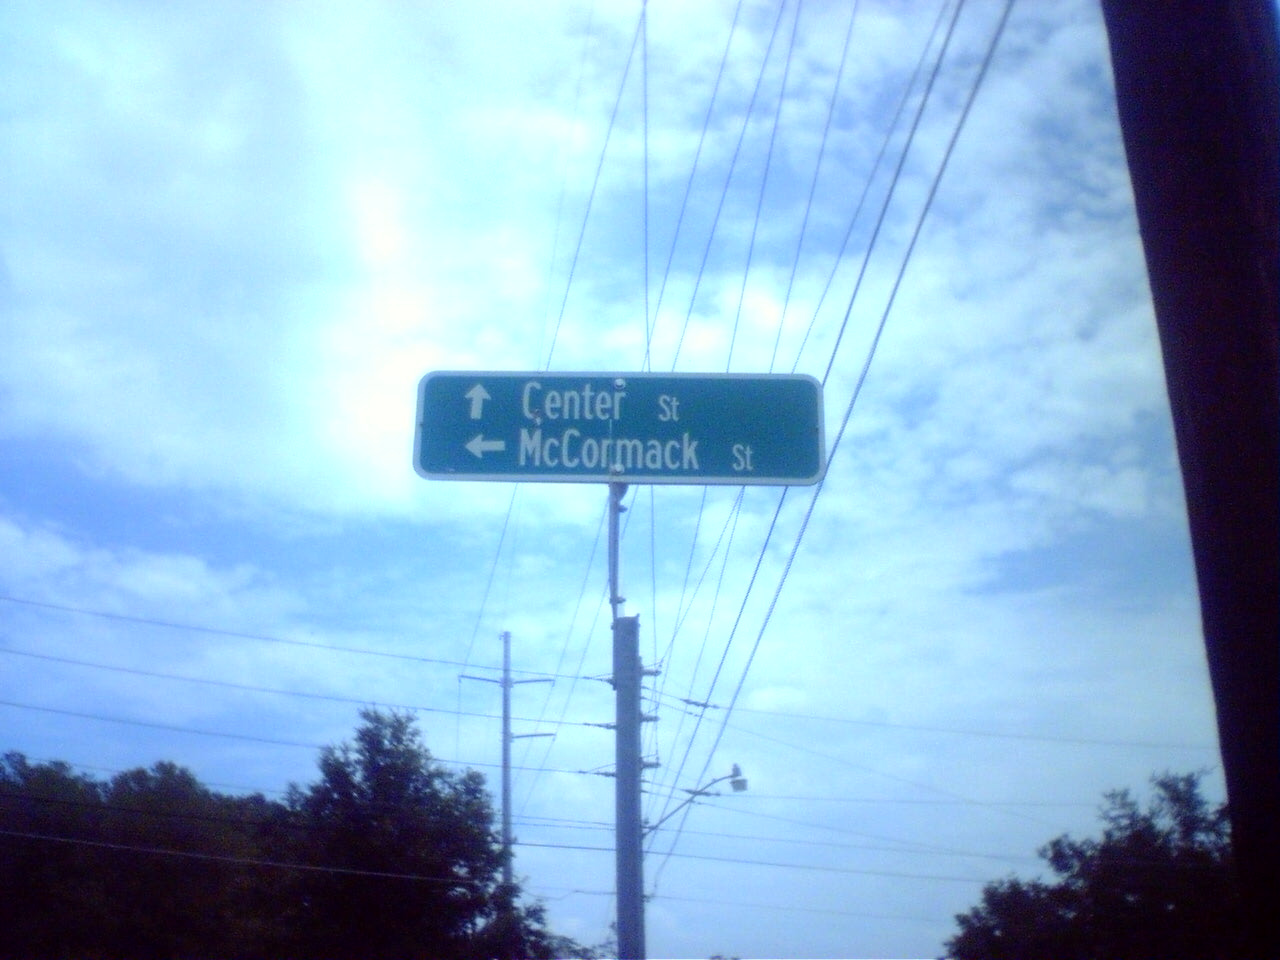 ↑ Center St
← McCormack St